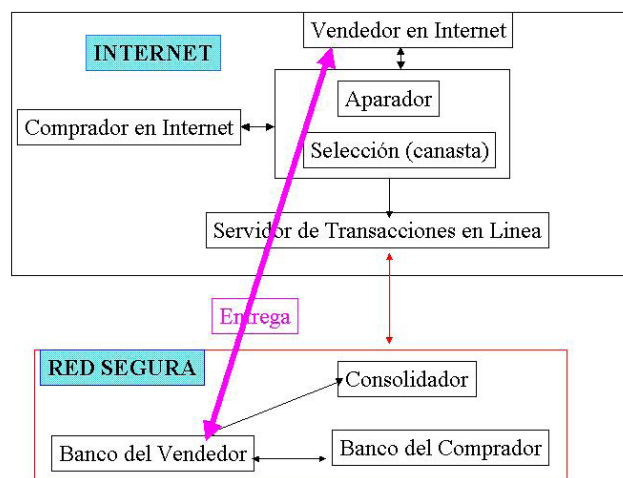 Vendedor en Internet
INTERNET
Aparador
Comprador en Internet
Selección (canasta)
Servidor de Transacciones en Linea
Entrega
RED SEGURA
Consolidador
Banco del Vendedor
Banco del Comprador